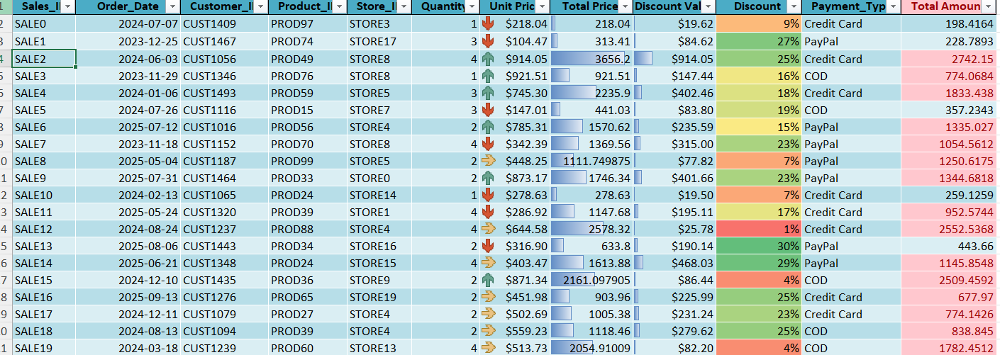 Sales_I Order_Date Customer_I Product_I Store_I Quantity Unit Pric Total Price Discount Val Discount Payment_Typ Total Amoun
2 SALE0 2024-07-07 CUST1409 PROD97 STORE3 1 $218.04 218.04 $19.62 9% Credit Card 198.4164
3 SALE1 2023-12-25 CUST1467 PROD74 STORE17 3 $104.47 313.41 $84.62 27% PayPal 228.7893
4 SALE2 2024-06-03 CUST1056 PROD49 STORE8 4 $914.05 3656.2 $914.05 25% Credit Card 2742.15
5 SALE3 2023-11-29 CUST1346 PROD76 STORE8 1 $921.51 921.51 $147.44 16% COD 774.0684
6 SALE4 2024-01-06 CUST1493 PROD59 STORE5 3 $745.30 2235.9 $402.46 18% Credit Card 1833.438
7 SALE5 2024-07-26 CUST1116 PROD15 STORE7 3 $147.01 441.03 $83.80 19% COD 357.2343
8 SALE6 2025-07-12 CUST1016 PROD56 STORE4 2 $785.31 1570.62 $235.59 15% PayPal 1335.027
9 SALE7 2023-11-18 CUST1152 PROD70 STORE8 4 $342.39 1369.56 $315.00 23% PayPal 1054.5612
0 SALE8 2025-05-04 CUST1187 PROD99 STORE5 2 $448.25 1111.749875 $77.82 7% PayPal 1250.6175
1 SALE9 2025-07-31 CUST1464 PROD33 STORE0 2 $873.17 1746.34 $401.66 23% PayPal 1344.6818
2 SALE10 2024-02-13 CUST1065 PROD24 STORE14 1 $278.63 278.63 $19.50 7% Credit Card 259.1259
3 SALE11 2025-05-24 CUST1320 PROD39 STORE1 4 $286.92 1147.68 $195.11 17% Credit Card 952.5744
4 SALE12 2024-08-24 CUST1237 PROD88 STORE4 4 $644.58 2578.32 $25.78 1% Credit Card 2552.5368
5 SALE13 2025-08-06 CUST1443 PROD34 STORE16 2 $316.90 633.8 $190.14 30% PayPal 443.66
6 SALE14 2025-06-21 CUST1348 PROD24 STORE15 4 $403.47 1613.88 $468.03 29% PayPal 1145.8548
7 SALE15 2024-12-10 CUST1435 PROD36 STORE9 2 $871.34 2161.097905 $86.44 4% COD 2509.4592
8 SALE16 2025-09-13 CUST1276 PROD65 STORE19 2 $451.98 903.96 $225.99 25% Credit Card 677.97
9 SALE17 2024-12-11 CUST1079 PROD27 STORE4 2 $502.69 1005.38 $231.24 23% Credit Card 774.1426
0 SALE18 2024-08-13 CUST1094 PROD39 STORE4 2 $559.23 1118.46 $279.62 25% COD 838.845
1 SALE19 2024-03-18 CUST1239 PROD60 STORE13 4 $513.73 2054.91009 $82.20 4% COD 1782.4512